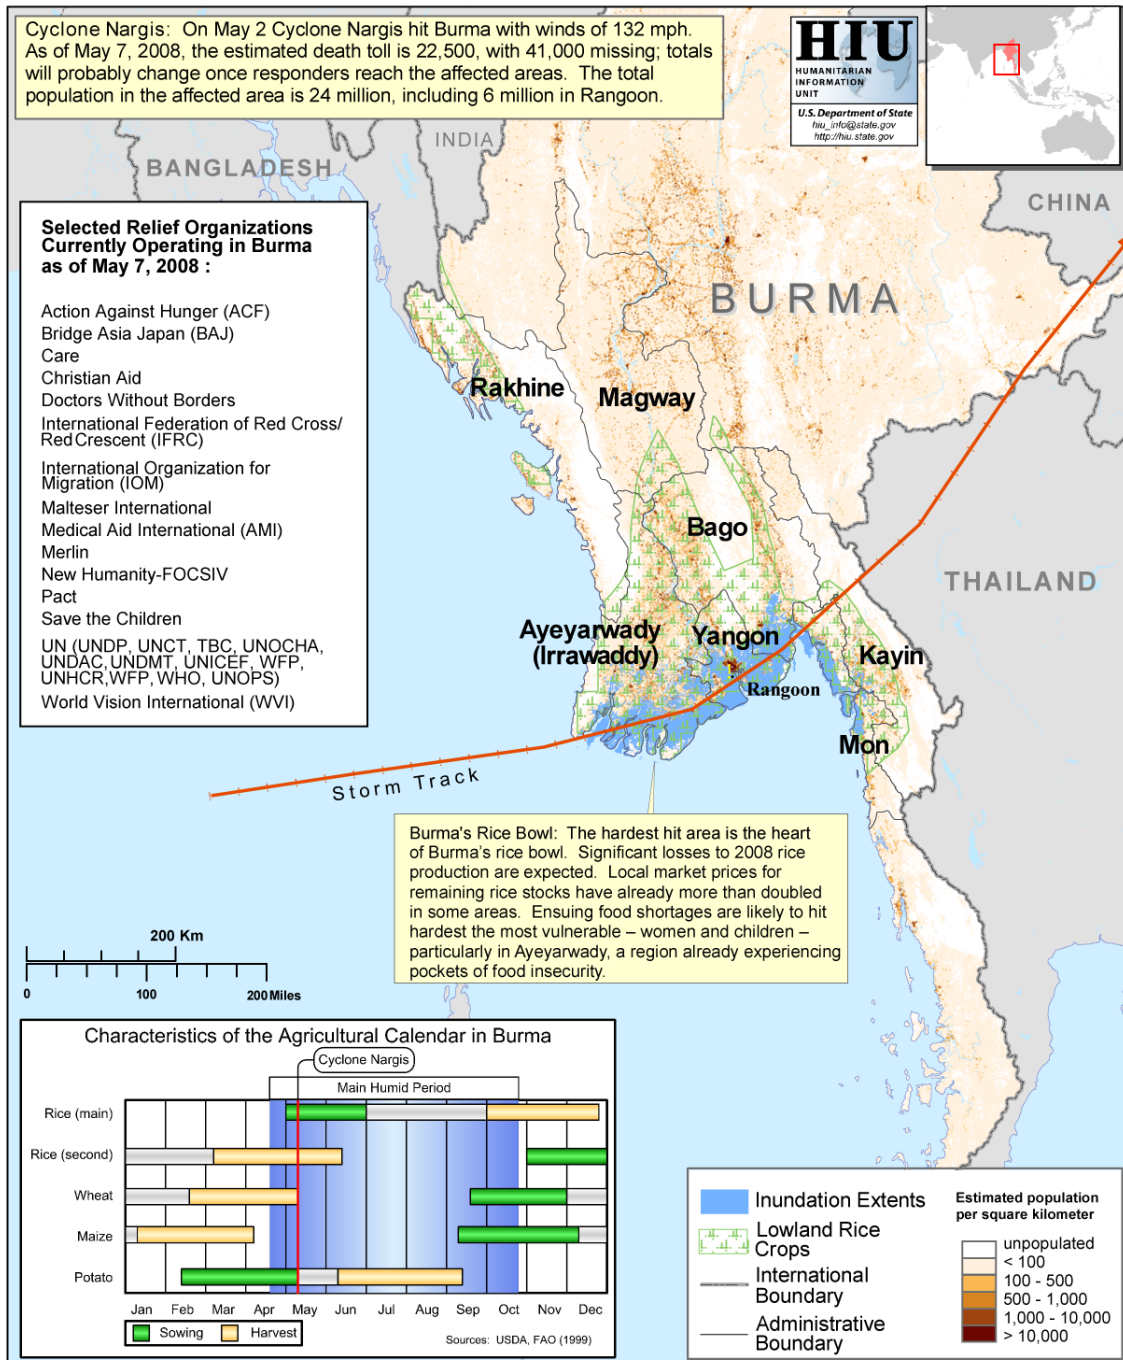 Cyclone Nargis:  On May 2 Cyclone Nargis hit Burma with winds of 132 mph.
As of May 7, 2008, the estimated death toll is 22,500, with 41,000 missing; totals
will probably change once responders reach the affected areas.  The total
population in the affected area is 24 million, including 6 million in Rangoon.
HIU
HUMANITARIAN
INFORMATION
UNIT
U.S. Department of State
hiu_info@state.gov
http://hiu.state.gov
INDIA
BANGLADESH
CHINA
BURMA
THAILAND
Selected Relief Organizations
Currently Operating in Burma
as of May 7, 2008 :
Action Against Hunger (ACF)
Bridge Asia Japan (BAJ)
Care
Christian Aid
Doctors Without Borders
International Federation of Red Cross/
Red Crescent (IFRC)
International Organization for
Migration (IOM)
Malteser International
Medical Aid International (AMI)
Merlin
New Humanity-FOCSIV
Pact
Save the Children
UN (UNDP, UNCT, TBC, UNOCHA,
UNDAC, UNDMT, UNICEF, WFP,
UNHCR,WFP, WHO, UNOPS)
World Vision International (WVI)
Rakhine
Magway
Bago
Ayeyarwady
(Irrawaddy)
Yangon
Rangoon
Kayin
Mon
Storm Track
Burma's Rice Bowl:  The hardest hit area is the heart
of Burma's rice bowl.  Significant losses to 2008 rice
production are expected.  Local market prices for
remaining rice stocks have already more than doubled
in some areas.  Ensuing food shortages are likely to hit
hardest the most vulnerable – women and children –
particularly in Ayeyarwady, a region already experiencing
pockets of food insecurity.
200 Km
0 100 200 Miles
Characteristics of the Agricultural Calendar in Burma
Cyclone Nargis
Main Humid Period
Rice (main)
Rice (second)
Wheat
Maize
Potato
Jan Feb Mar Apr May Jun Jul Aug Sep Oct Nov Dec
Sowing Harvest
Sources:  USDA, FAO (1999)
Inundation Extents
Lowland Rice
Crops
International
Boundary
Administrative
Boundary
Estimated population
per square kilometer
unpopulated
< 100
100 - 500
500 - 1,000
1,000 - 10,000
> 10,000